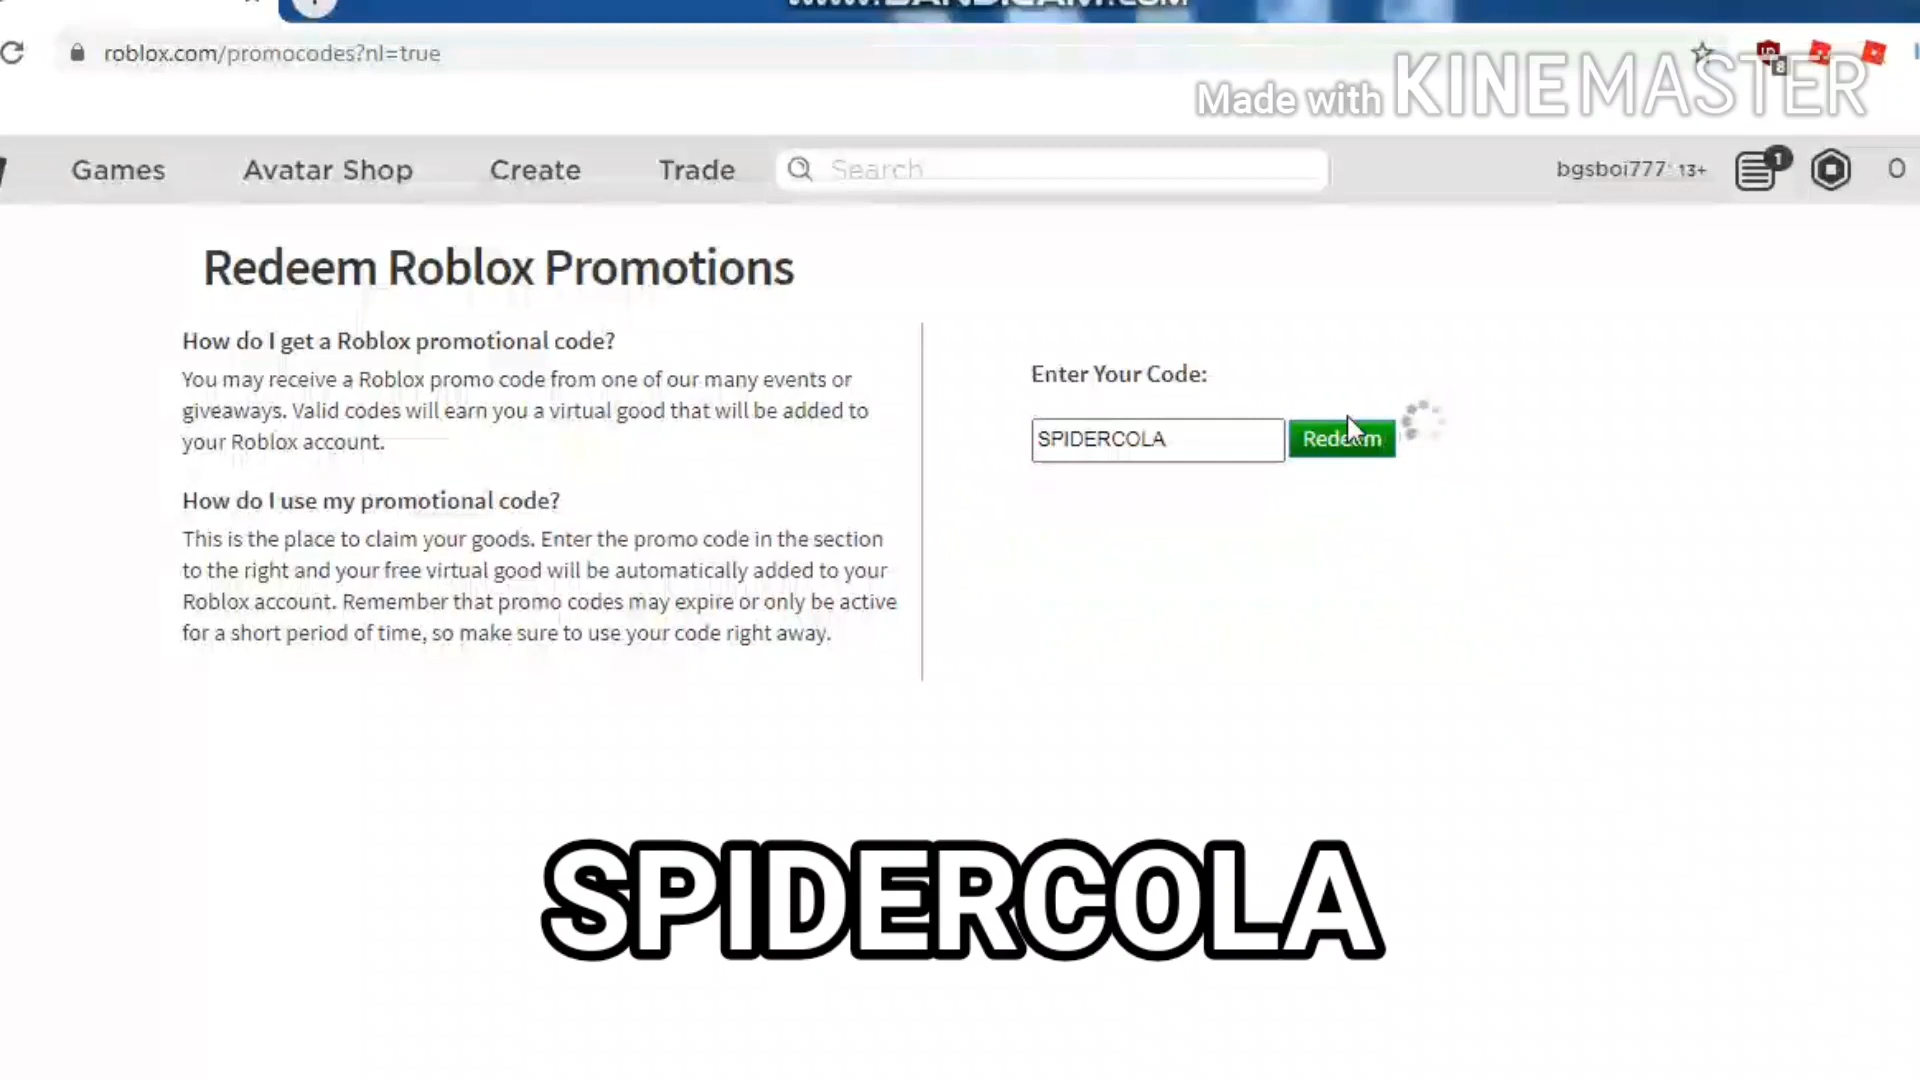 www.BANDICAM.com
roblox.com/promocodes?nl=true
Made with KINEMASTER
8
Games
Avatar Shop
Create
Trade
Search
bgsboi777 13+
1
0
Redeem Roblox Promotions
How do I get a Roblox promotional code?
You may receive a Roblox promo code from one of our many events or
giveaways. Valid codes will earn you a virtual good that will be added to
your Roblox account.
How do I use my promotional code?
This is the place to claim your goods. Enter the promo code in the section
to the right and your free virtual good will be automatically added to your
Roblox account. Remember that promo codes may expire or only be active
for a short period of time, so make sure to use your code right away.
Enter Your Code:
SPIDERCOLA
Redeem
SPIDERCOLA